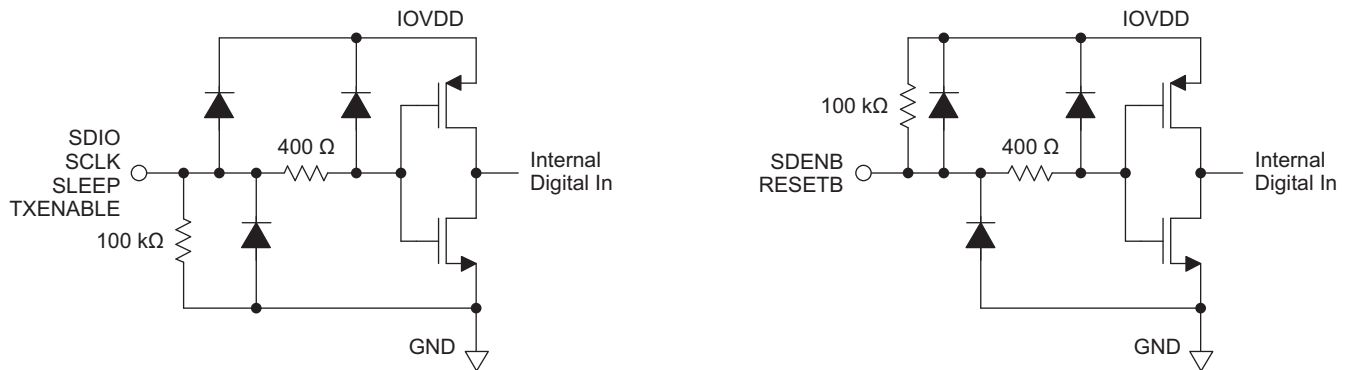 IOVDD
SDIO
SCLK
SLEEP
TXENABLE
400 Ω
100 kΩ
Internal
Digital In
GND
IOVDD
100 kΩ
SDENB
RESETB
400 Ω
Internal
Digital In
GND